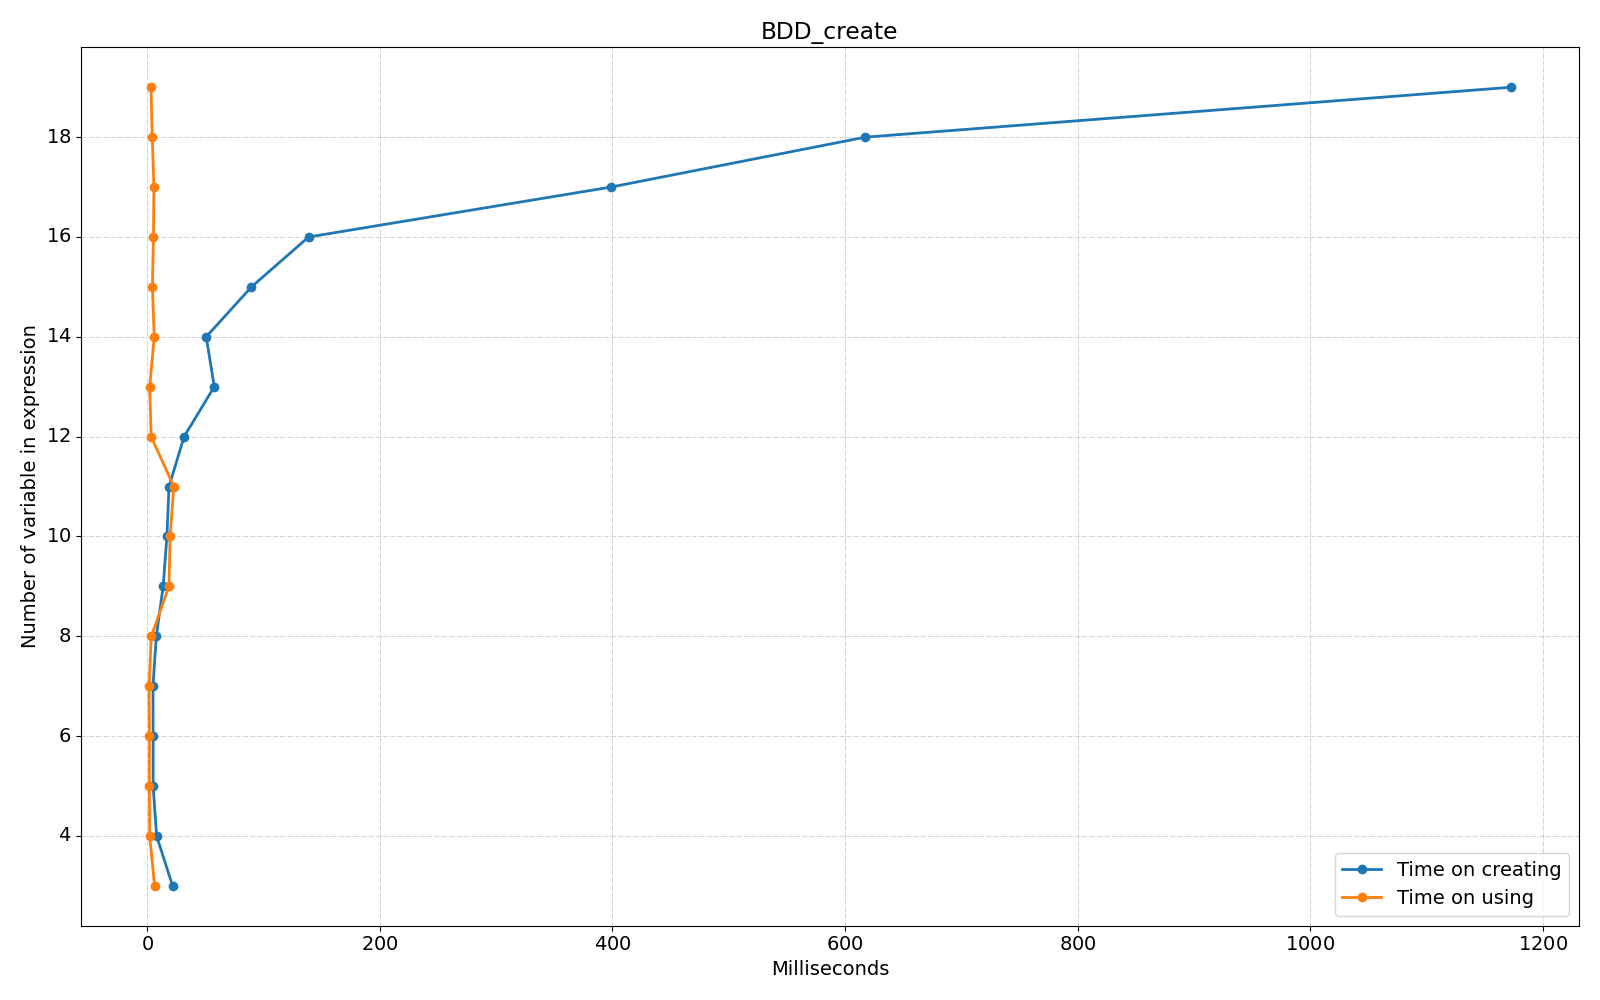 BDD_create
18
16
14
12
10
8
6
4
Number of variable in expression
0 200 400 600 800 1000 1200
Milliseconds
Time on creating
Time on using